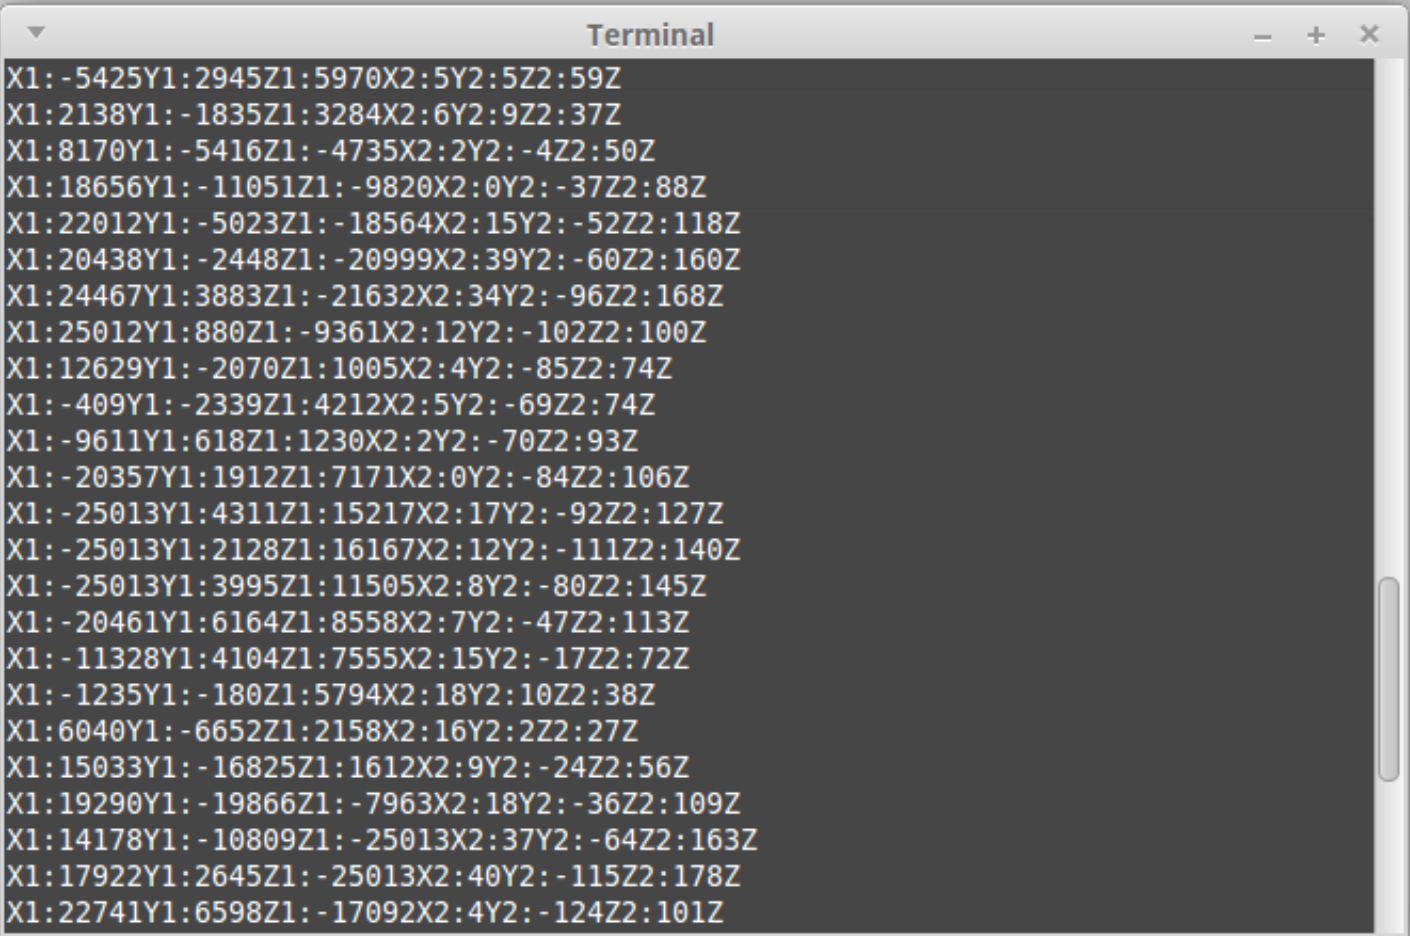 Terminal
X1:-5425Y1:2945Z1:5970X2:5Y2:5Z2:59Z
X1:2138Y1:-1835Z1:3284X2:6Y2:9Z2:37Z
X1:8170Y1:-5416Z1:-4735X2:2Y2:-4Z2:50Z
X1:18656Y1:-11051Z1:-9820X2:0Y2:-37Z2:88Z
X1:22012Y1:-5023Z1:-18564X2:15Y2:-52Z2:118Z
X1:20438Y1:-2448Z1:-20999X2:39Y2:-60Z2:160Z
X1:24467Y1:3883Z1:-21632X2:34Y2:-96Z2:168Z
X1:25012Y1:880Z1:-9361X2:12Y2:-102Z2:100Z
X1:12629Y1:-2070Z1:1005X2:4Y2:-85Z2:74Z
X1:-409Y1:-2339Z1:4212X2:5Y2:-69Z2:74Z
X1:-9611Y1:618Z1:1230X2:2Y2:-70Z2:93Z
X1:-20357Y1:1912Z1:7171X2:0Y2:-84Z2:106Z
X1:-25013Y1:4311Z1:15217X2:17Y2:-92Z2:127Z
X1:-25013Y1:2128Z1:16167X2:12Y2:-111Z2:140Z
X1:-25013Y1:3995Z1:11505X2:8Y2:-80Z2:145Z
X1:-20461Y1:6164Z1:8558X2:7Y2:-47Z2:113Z
X1:-11328Y1:4104Z1:7555X2:15Y2:-17Z2:72Z
X1:-1235Y1:-180Z1:5794X2:18Y2:10Z2:38Z
X1:6040Y1:-6652Z1:2158X2:16Y2:2Z2:27Z
X1:15033Y1:-16825Z1:1612X2:9Y2:-24Z2:56Z
X1:19290Y1:-19866Z1:-7963X2:18Y2:-36Z2:109Z
X1:14178Y1:-10809Z1:-25013X2:37Y2:-64Z2:163Z
X1:17922Y1:2645Z1:-25013X2:40Y2:-115Z2:178Z
X1:22741Y1:6598Z1:-17092X2:4Y2:-124Z2:101Z